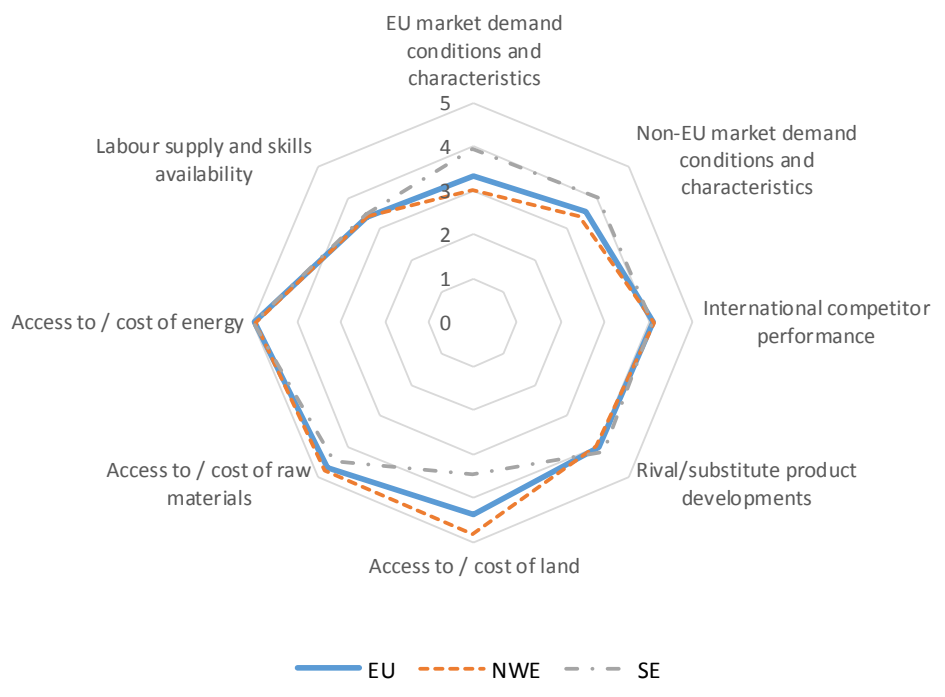 EU market demand
conditions and
characteristics
5
4
3
2
1
0
Non-EU market demand
conditions and
characteristics
International competitor
performance
Rival/substitute product
developments
Access to / cost of land
Access to / cost of raw
materials
Access to / cost of energy
Labour supply and skills
availability
EU
NWE
SE